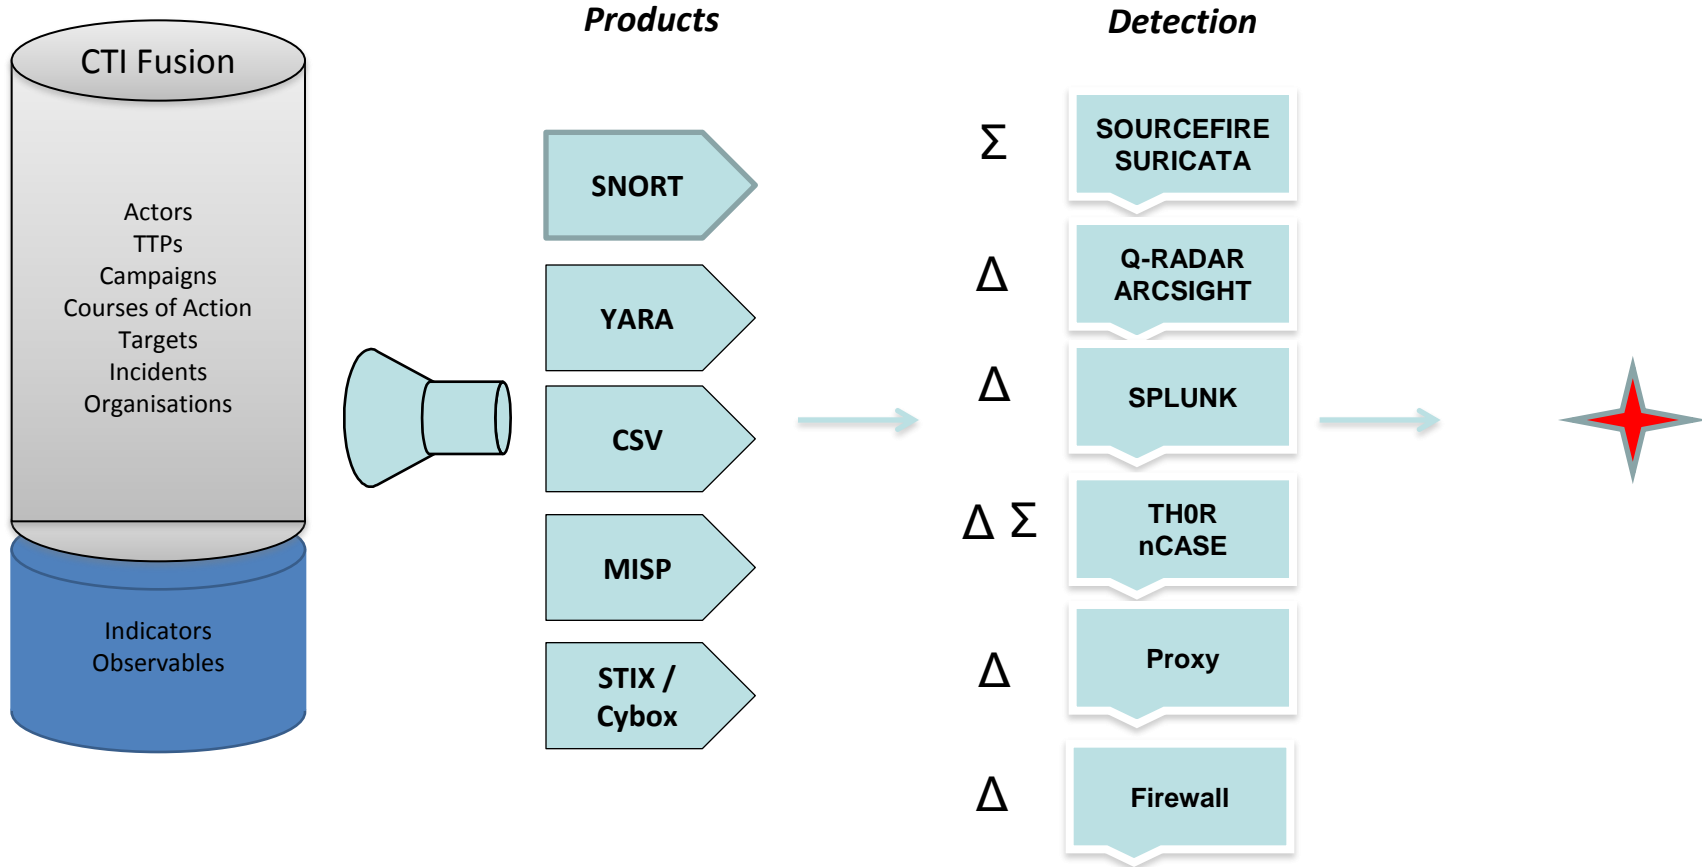 Products
Detection
CTI Fusion
Actors
TTPs
Campaigns
Courses of Action
Targets
Incidents
Organisations
Indicators
Observables
SNORT
YARA
CSV
MISP
STIX /
Cybox
Σ
SOURCEFIRE
SURICATA
Δ
Q-RADAR
ARCSIGHT
Δ
SPLUNK
Δ Σ
TH0R
nCASE
Δ
Proxy
Δ
Firewall